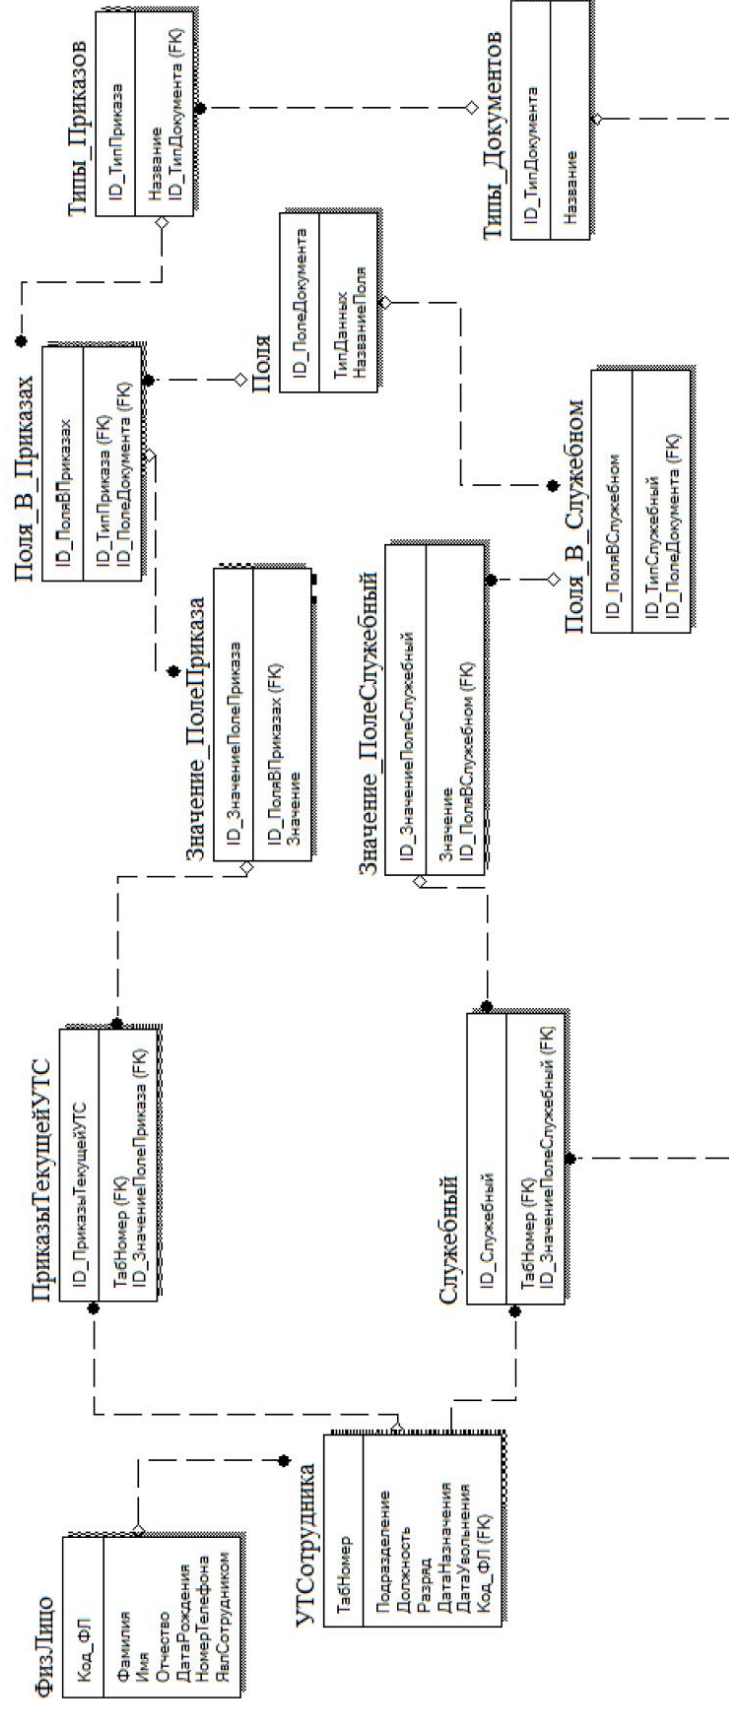 ФизЛицо
Код_ФЛ
Фамилия
Имя
Отчество
ДатаРождения
НомерТелефона
ЯвлСотрудником
УТСотрудника
ТабНомер
Подразделение
Должность
Разряд
ДатаНазначения
ДатаУвольнения
Код_ФЛ (FK)
ПриказыТекущейУТС
ID_ПриказыТекущейУТС
ТабНомер (FK)
ID_ЗначениеПолеПриказа (FK)
Служебный
ID_Служебный
ТабНомер (FK)
ID_ЗначениеПолеСлужебный (FK)
Значение_ПолеПриказа
ID_ЗначениеПолеПриказа
ID_ПоляВПриказах (FK)
Значение
Значение_ПолеСлужебный
ID_ЗначениеПолеСлужебный
Значение
ID_ПоляВСлужебном (FK)
Поля_В_Приказах
ID_ПоляВПриказах
ID_ТипПриказа (FK)
ID_ПолеДокумента (FK)
Поля
ID_ПолеДокумента
ТипДанных
НазваниеПоля
Поля_В_Служебном
ID_ПоляВСлужебном
ID_ТипСлужебный
ID_ПолеДокумента (FK)
Типы_Приказов
ID_ТипПриказа
Название
ID_ТипДокумента (FK)
Типы_Документов
ID_ТипДокумента
Название